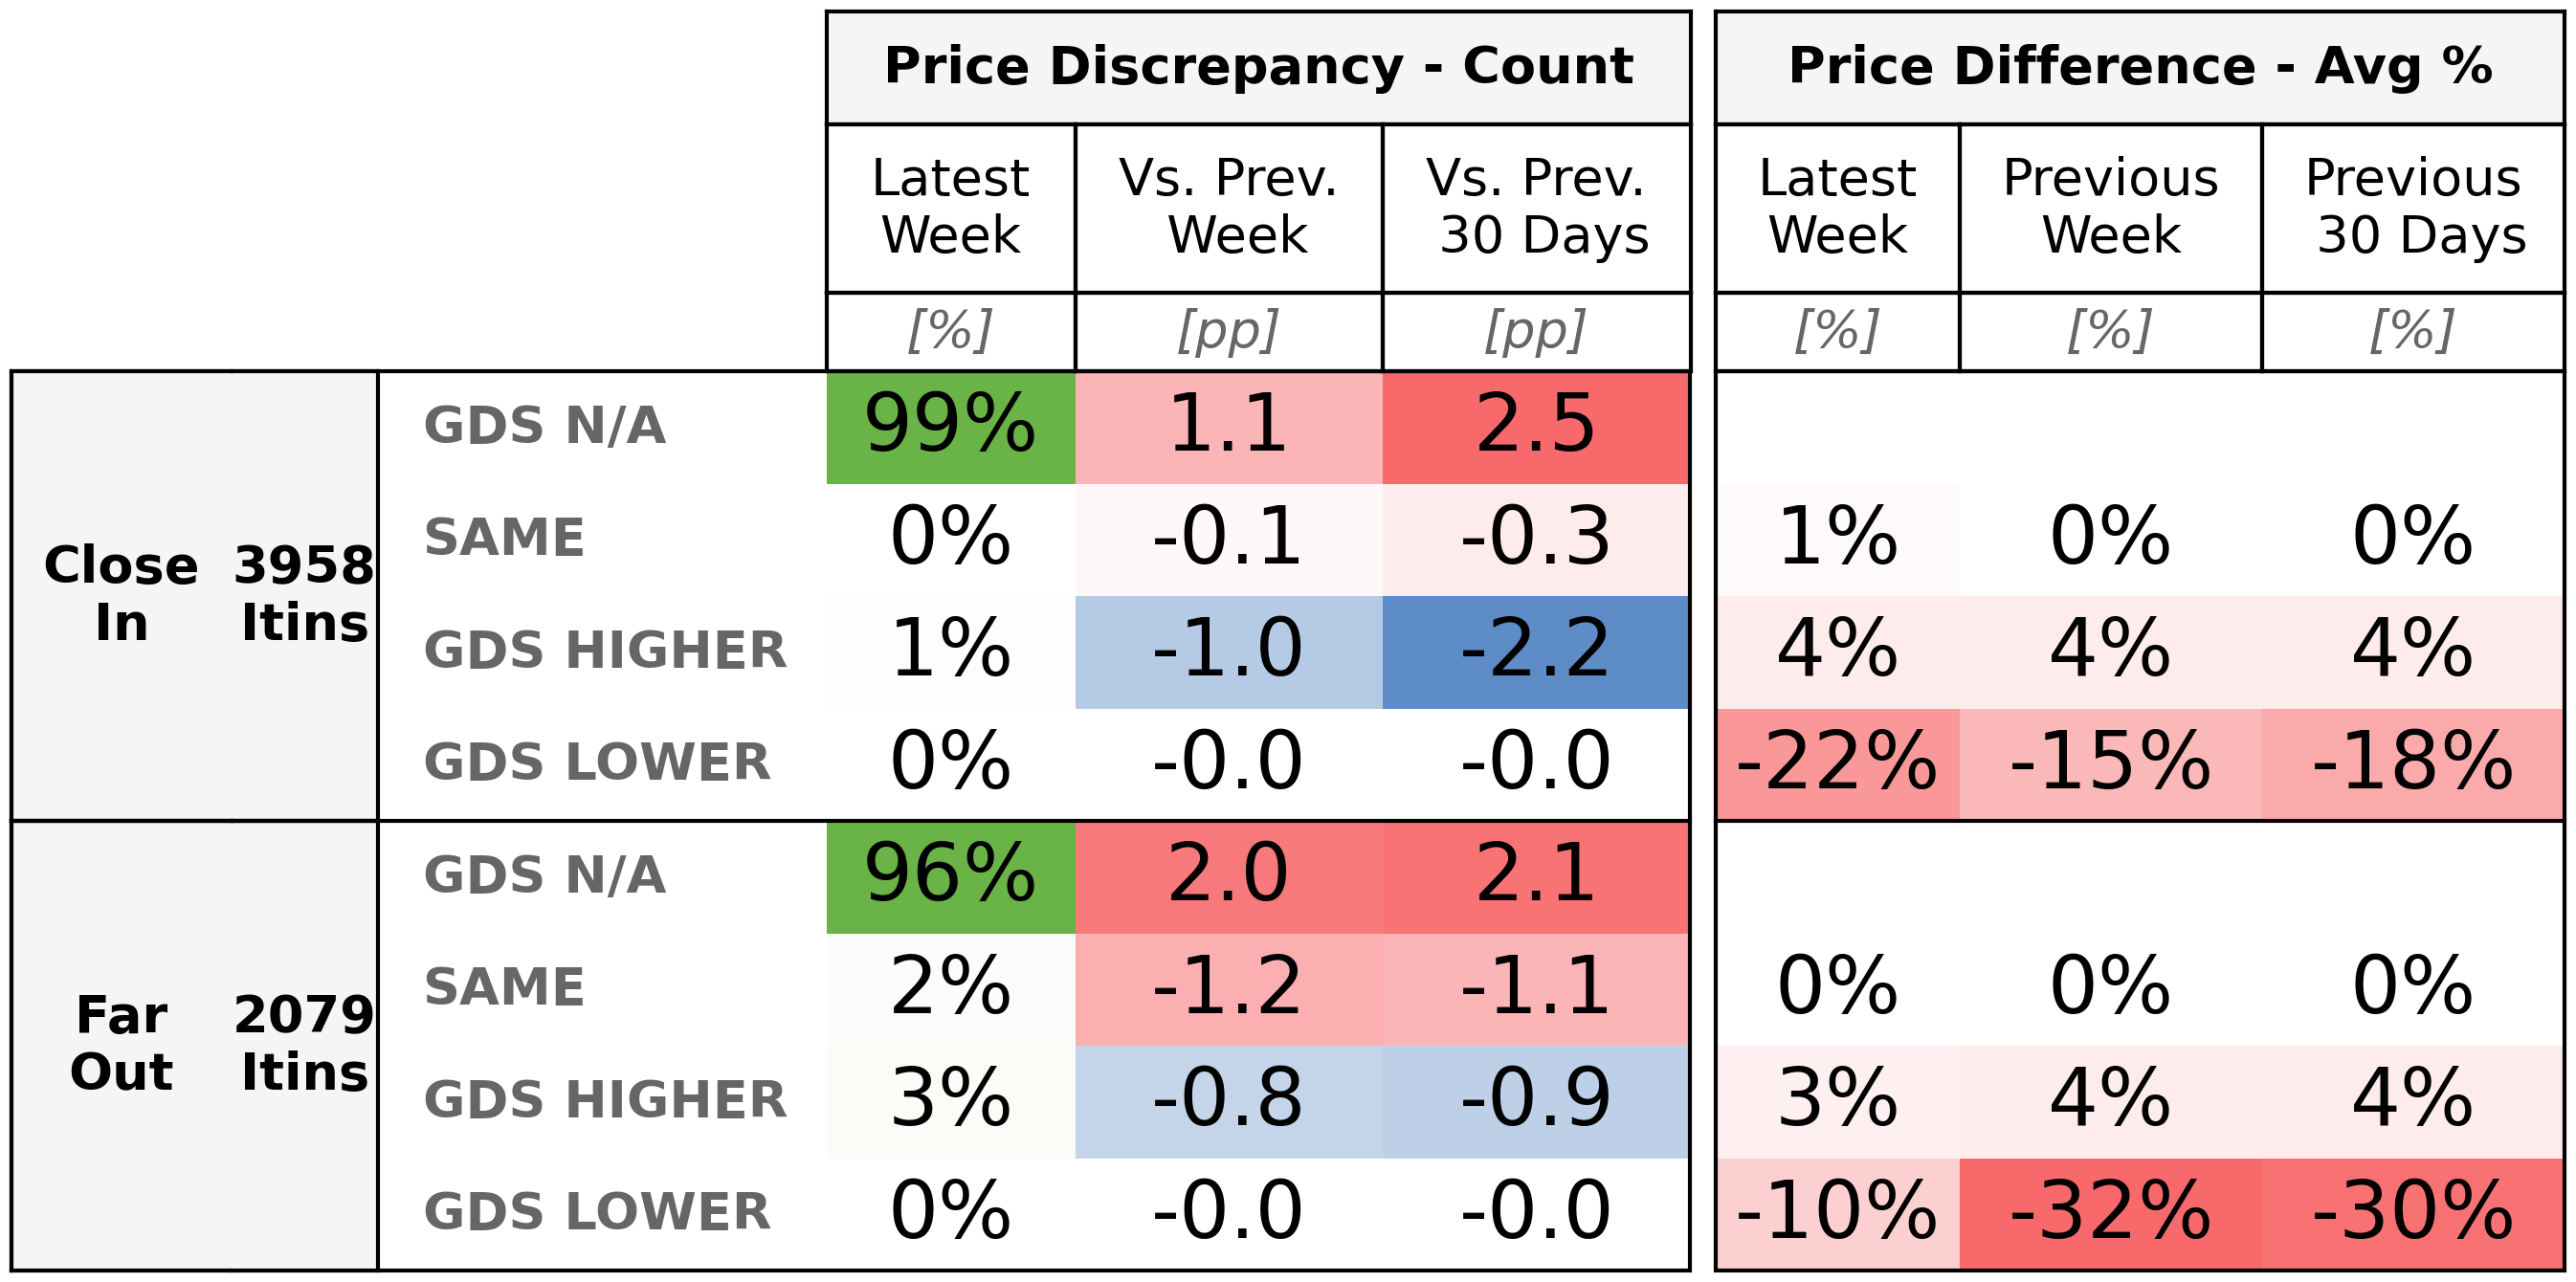 Price Discrepancy - Count Price Difference - Avg %
Latest Week Vs. Prev. Week Vs. Prev. 30 Days Latest Week Previous Week Previous 30 Days
[%] [pp] [pp] [%] [%] [%]
Close In 3958 Itins
GDS N/A 99% 1.1 2.5
SAME 0% -0.1 -0.3 1% 0% 0%
GDS HIGHER 1% -1.0 -2.2 4% 4% 4%
GDS LOWER 0% -0.0 -0.0 -22% -15% -18%
Far Out 2079 Itins
GDS N/A 96% 2.0 2.1
SAME 2% -1.2 -1.1 0% 0% 0%
GDS HIGHER 3% -0.8 -0.9 3% 4% 4%
GDS LOWER 0% -0.0 -0.0 -10% -32% -30%